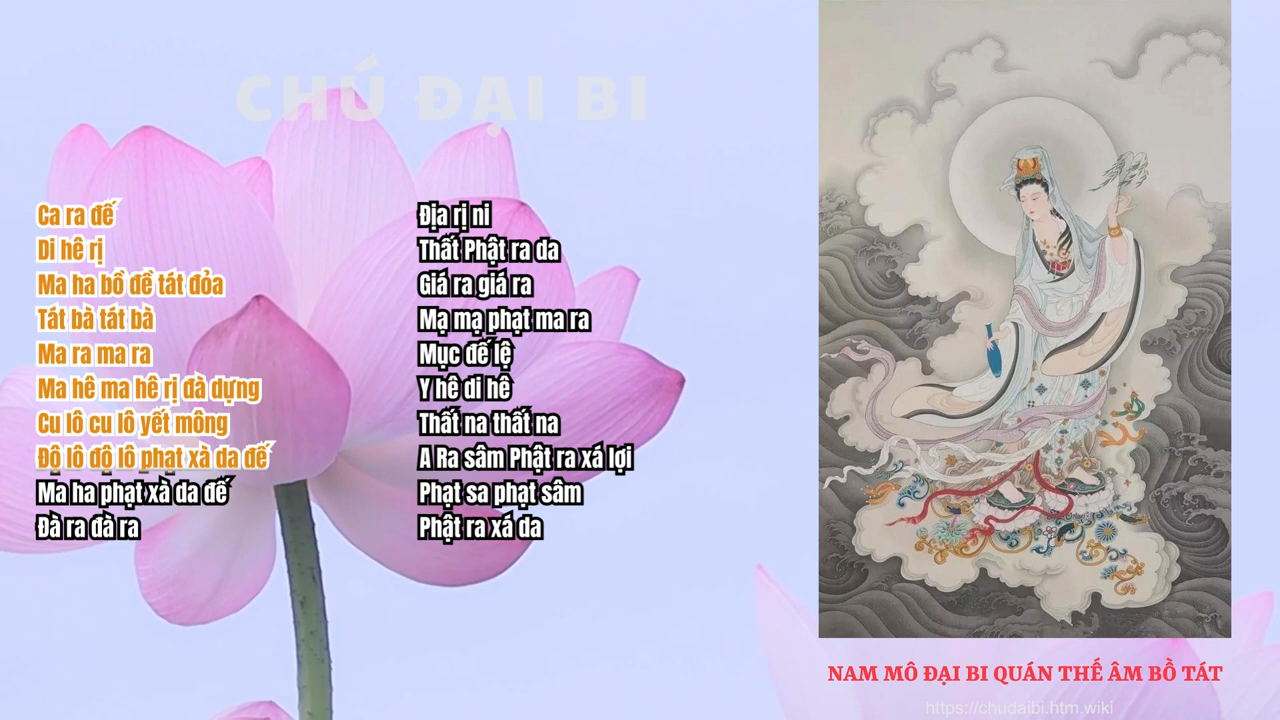 CHÚ ĐẠI BI
Ca ra đế
Di hê rị
Ma ha bồ đề tát đỏa
Tát bà tát bà
Ma ra ma ra
Ma hê ma hê rị đà dựng
Cu lô cu lô yết mông
Độ lô độ lô phạt xà da đế
Ma ha phạt xà da đế
Đà ra đà ra
Địa rị ni
Thất Phật ra da
Giá ra giá ra
Mạ mạ phạt ma ra
Mục đế lệ
Y hê di hê
Thất na thất na
A Ra sâm Phật ra xá lợi
Phạt sa phạt sâm
Phật ra xá da
NAM MÔ ĐẠI BI QUÁN THẾ ÂM BỒ TÁT
https://chudaibi.htm.wiki